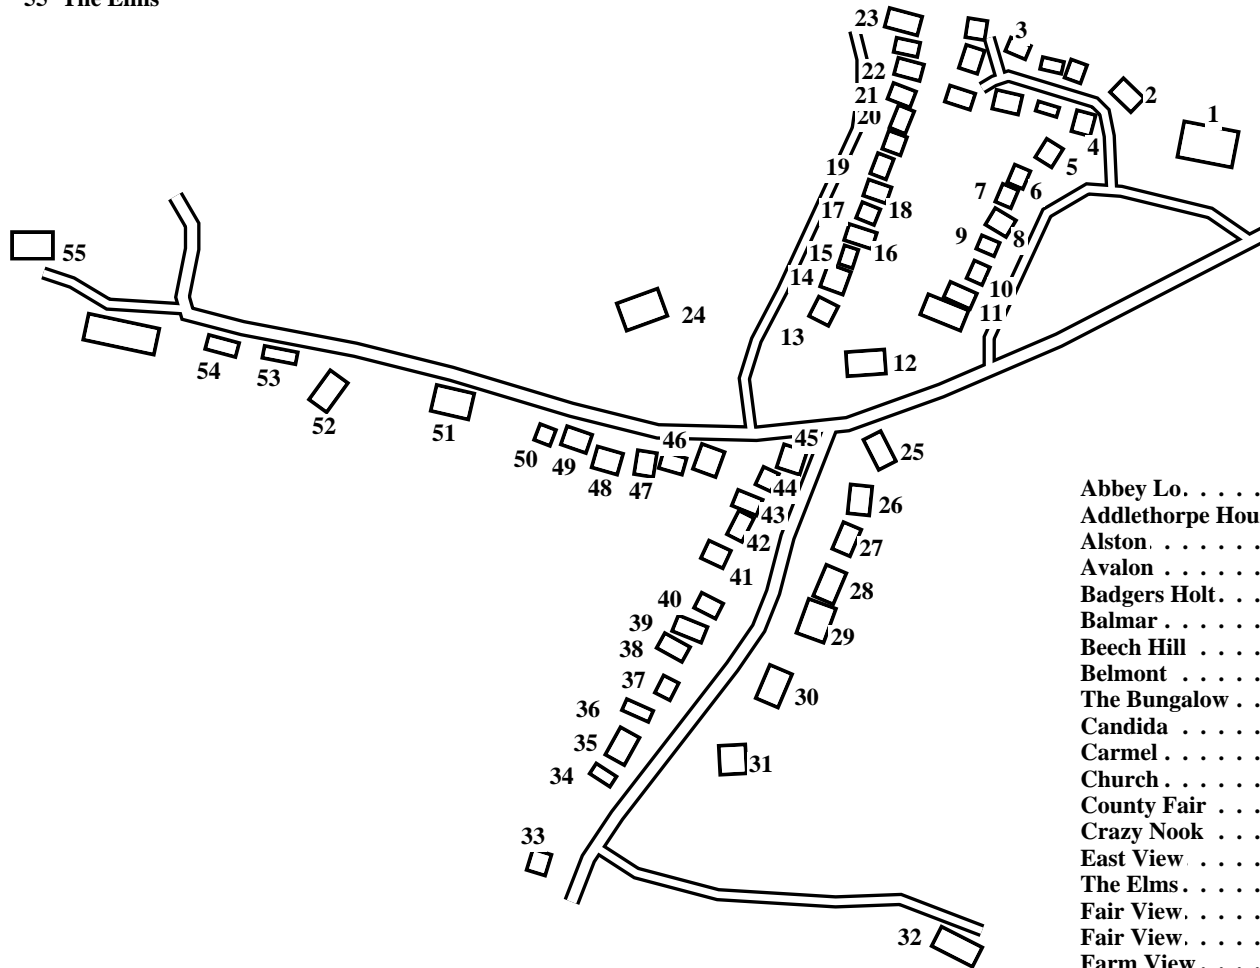 55 The Elms
23
3
22
2
21
1
20
4
19
5
7
6
17
18
9
8
15
16
55
14
10
24
11
13
12
54
53
52
51
46
45
25
50
49
48
47
44
26
43
42
27
41
28
40
39
29
38
37
30
36
35
34
31
33
32
Abbey Lo. . . . .
Addlethorpe Hou
Alston. . . . . . .
Avalon . . . . . .
Badgers Holt. . .
Balmar . . . . . .
Beech Hill . . . .
Belmont . . . . .
The Bungalow . .
Candida . . . . .
Carmel . . . . . .
Church . . . . . .
County Fair . . .
Crazy Nook . . .
East View. . . . .
The Elms. . . . .
Fair View. . . . .
Fair View. . . . .
Farm View. . . .